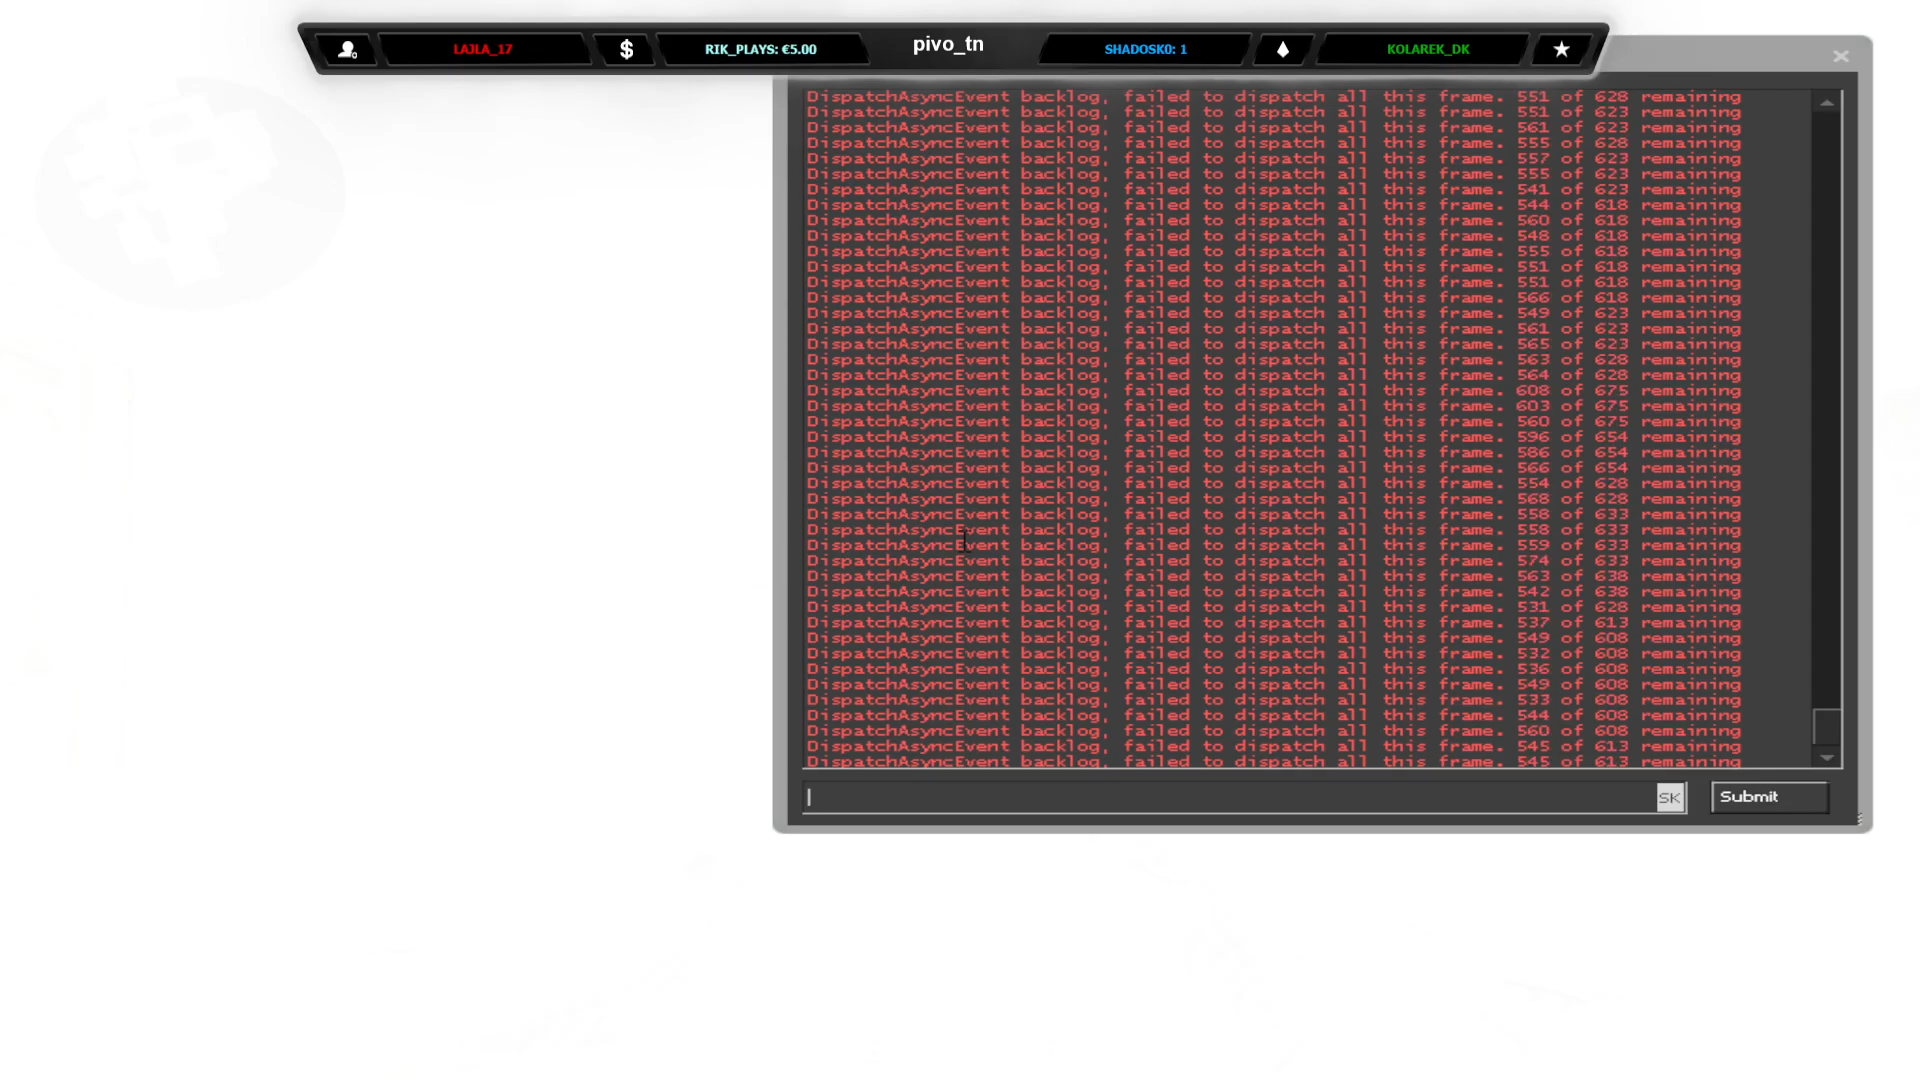 LAJLA_17
$
RIK_PLAYS: €5.00
pivo_tn
SHADOSK0: 1
KOLAREK_DK
DispatchAsyncEvent backlog, failed to dispatch all this frame. 551 of 628 remaining
DispatchAsyncEvent backlog, failed to dispatch all this frame. 551 of 623 remaining
DispatchAsyncEvent backlog, failed to dispatch all this frame. 561 of 623 remaining
DispatchAsyncEvent backlog, failed to dispatch all this frame. 555 of 628 remaining
DispatchAsyncEvent backlog, failed to dispatch all this frame. 557 of 623 remaining
DispatchAsyncEvent backlog, failed to dispatch all this frame. 555 of 623 remaining
DispatchAsyncEvent backlog, failed to dispatch all this frame. 541 of 623 remaining
DispatchAsyncEvent backlog, failed to dispatch all this frame. 544 of 618 remaining
DispatchAsyncEvent backlog, failed to dispatch all this frame. 560 of 618 remaining
DispatchAsyncEvent backlog, failed to dispatch all this frame. 548 of 618 remaining
DispatchAsyncEvent backlog, failed to dispatch all this frame. 555 of 618 remaining
DispatchAsyncEvent backlog, failed to dispatch all this frame. 551 of 618 remaining
DispatchAsyncEvent backlog, failed to dispatch all this frame. 551 of 618 remaining
DispatchAsyncEvent backlog, failed to dispatch all this frame. 566 of 618 remaining
DispatchAsyncEvent backlog, failed to dispatch all this frame. 549 of 623 remaining
DispatchAsyncEvent backlog, failed to dispatch all this frame. 561 of 623 remaining
DispatchAsyncEvent backlog, failed to dispatch all this frame. 565 of 623 remaining
DispatchAsyncEvent backlog, failed to dispatch all this frame. 563 of 628 remaining
DispatchAsyncEvent backlog, failed to dispatch all this frame. 564 of 628 remaining
DispatchAsyncEvent backlog, failed to dispatch all this frame. 608 of 675 remaining
DispatchAsyncEvent backlog, failed to dispatch all this frame. 603 of 675 remaining
DispatchAsyncEvent backlog, failed to dispatch all this frame. 560 of 675 remaining
DispatchAsyncEvent backlog, failed to dispatch all this frame. 596 of 654 remaining
DispatchAsyncEvent backlog, failed to dispatch all this frame. 586 of 654 remaining
DispatchAsyncEvent backlog, failed to dispatch all this frame. 566 of 654 remaining
DispatchAsyncEvent backlog, failed to dispatch all this frame. 554 of 628 remaining
DispatchAsyncEvent backlog, failed to dispatch all this frame. 568 of 628 remaining
DispatchAsyncEvent backlog, failed to dispatch all this frame. 558 of 633 remaining
DispatchAsyncEvent backlog, failed to dispatch all this frame. 558 of 633 remaining
DispatchAsyncEvent backlog, failed to dispatch all this frame. 559 of 633 remaining
DispatchAsyncEvent backlog, failed to dispatch all this frame. 574 of 633 remaining
DispatchAsyncEvent backlog, failed to dispatch all this frame. 563 of 638 remaining
DispatchAsyncEvent backlog, failed to dispatch all this frame. 542 of 638 remaining
DispatchAsyncEvent backlog, failed to dispatch all this frame. 531 of 628 remaining
DispatchAsyncEvent backlog, failed to dispatch all this frame. 537 of 613 remaining
DispatchAsyncEvent backlog, failed to dispatch all this frame. 549 of 608 remaining
DispatchAsyncEvent backlog, failed to dispatch all this frame. 532 of 608 remaining
DispatchAsyncEvent backlog, failed to dispatch all this frame. 536 of 608 remaining
DispatchAsyncEvent backlog, failed to dispatch all this frame. 549 of 608 remaining
DispatchAsyncEvent backlog, failed to dispatch all this frame. 533 of 608 remaining
DispatchAsyncEvent backlog, failed to dispatch all this frame. 544 of 608 remaining
DispatchAsyncEvent backlog, failed to dispatch all this frame. 560 of 608 remaining
DispatchAsyncEvent backlog, failed to dispatch all this frame. 545 of 613 remaining
DispatchAsyncEvent backlog, failed to dispatch all this frame. 545 of 613 remaining
SK
Submit